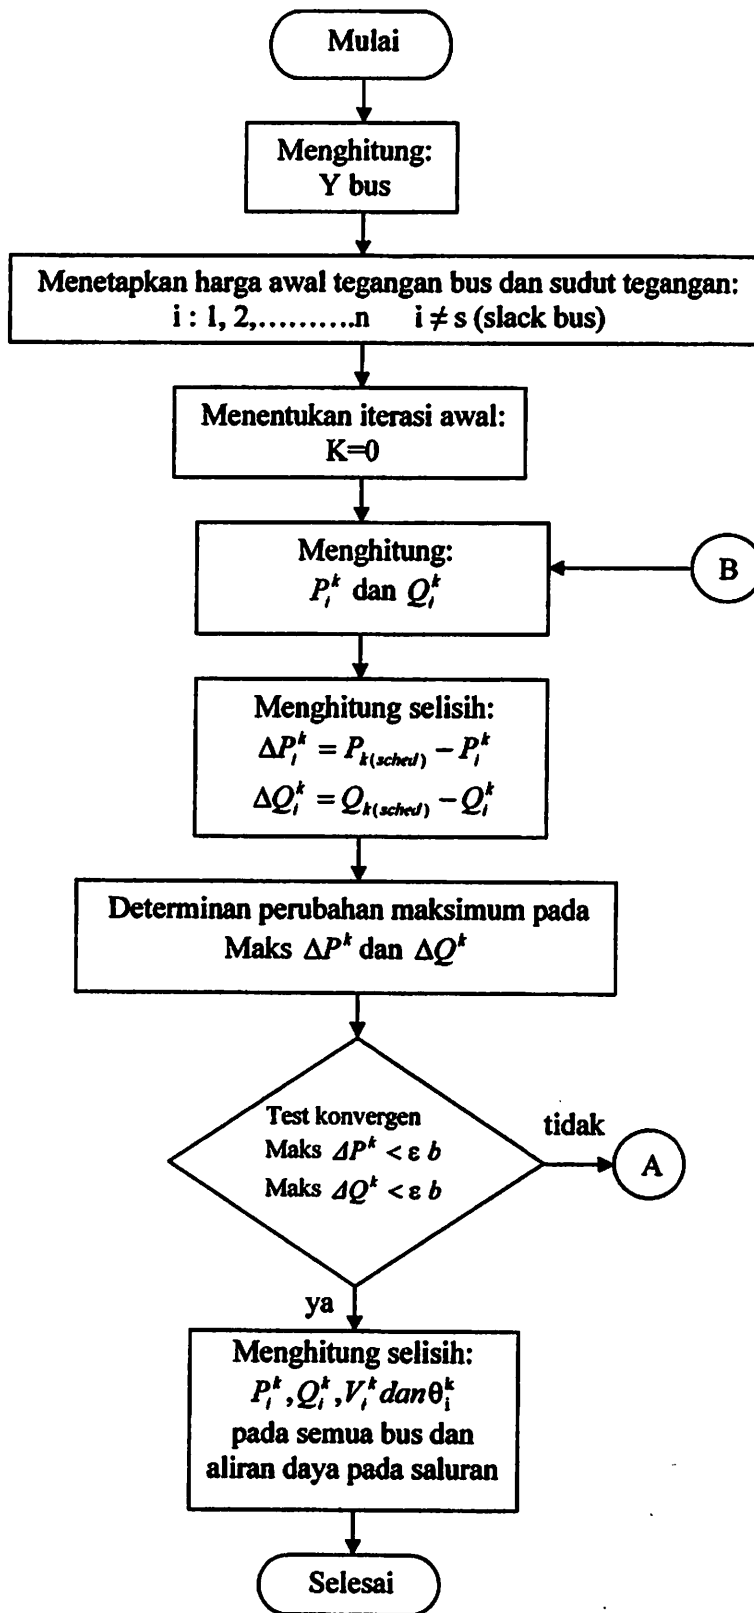 Mulai
Menghitung:
Y bus
Menetapkan harga awal tegangan bus dan sudut tegangan:
i : 1, 2,..........n i ≠ s (slack bus)
Menentukan iterasi awal:
K=0
Menghitung:
P_i^k dan Q_i^k
B
Menghitung selisih:
ΔP_i^k = P_{k(sched)} − P_i^k
ΔQ_i^k = Q_{k(sched)} − Q_i^k
Determinan perubahan maksimum pada
Maks ΔP^k dan ΔQ^k
Test konvergen
Maks ΔP^k < ε b
Maks ΔQ^k < ε b
tidak
A
ya
Menghitung selisih:
P_i^k, Q_i^k, V_i^k dan θ_i^k
pada semua bus dan
aliran daya pada saluran
Selesai